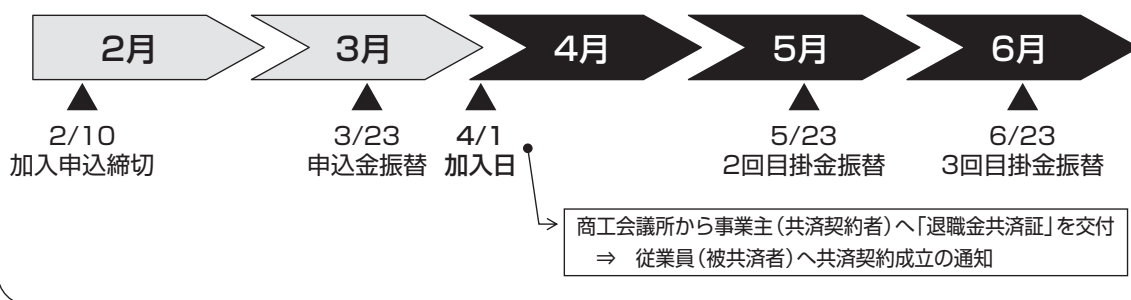 2月 3月 4月 5月 6月
2/10 3/23 4/1 5/23 6/23
加入申込締切 申込金振替 加入日 2回目掛金振替 3回目掛金振替
商工会議所から事業主(共済契約者)へ「退職金共済証」を交付
⇒ 従業員(被共済者)へ共済契約成立の通知